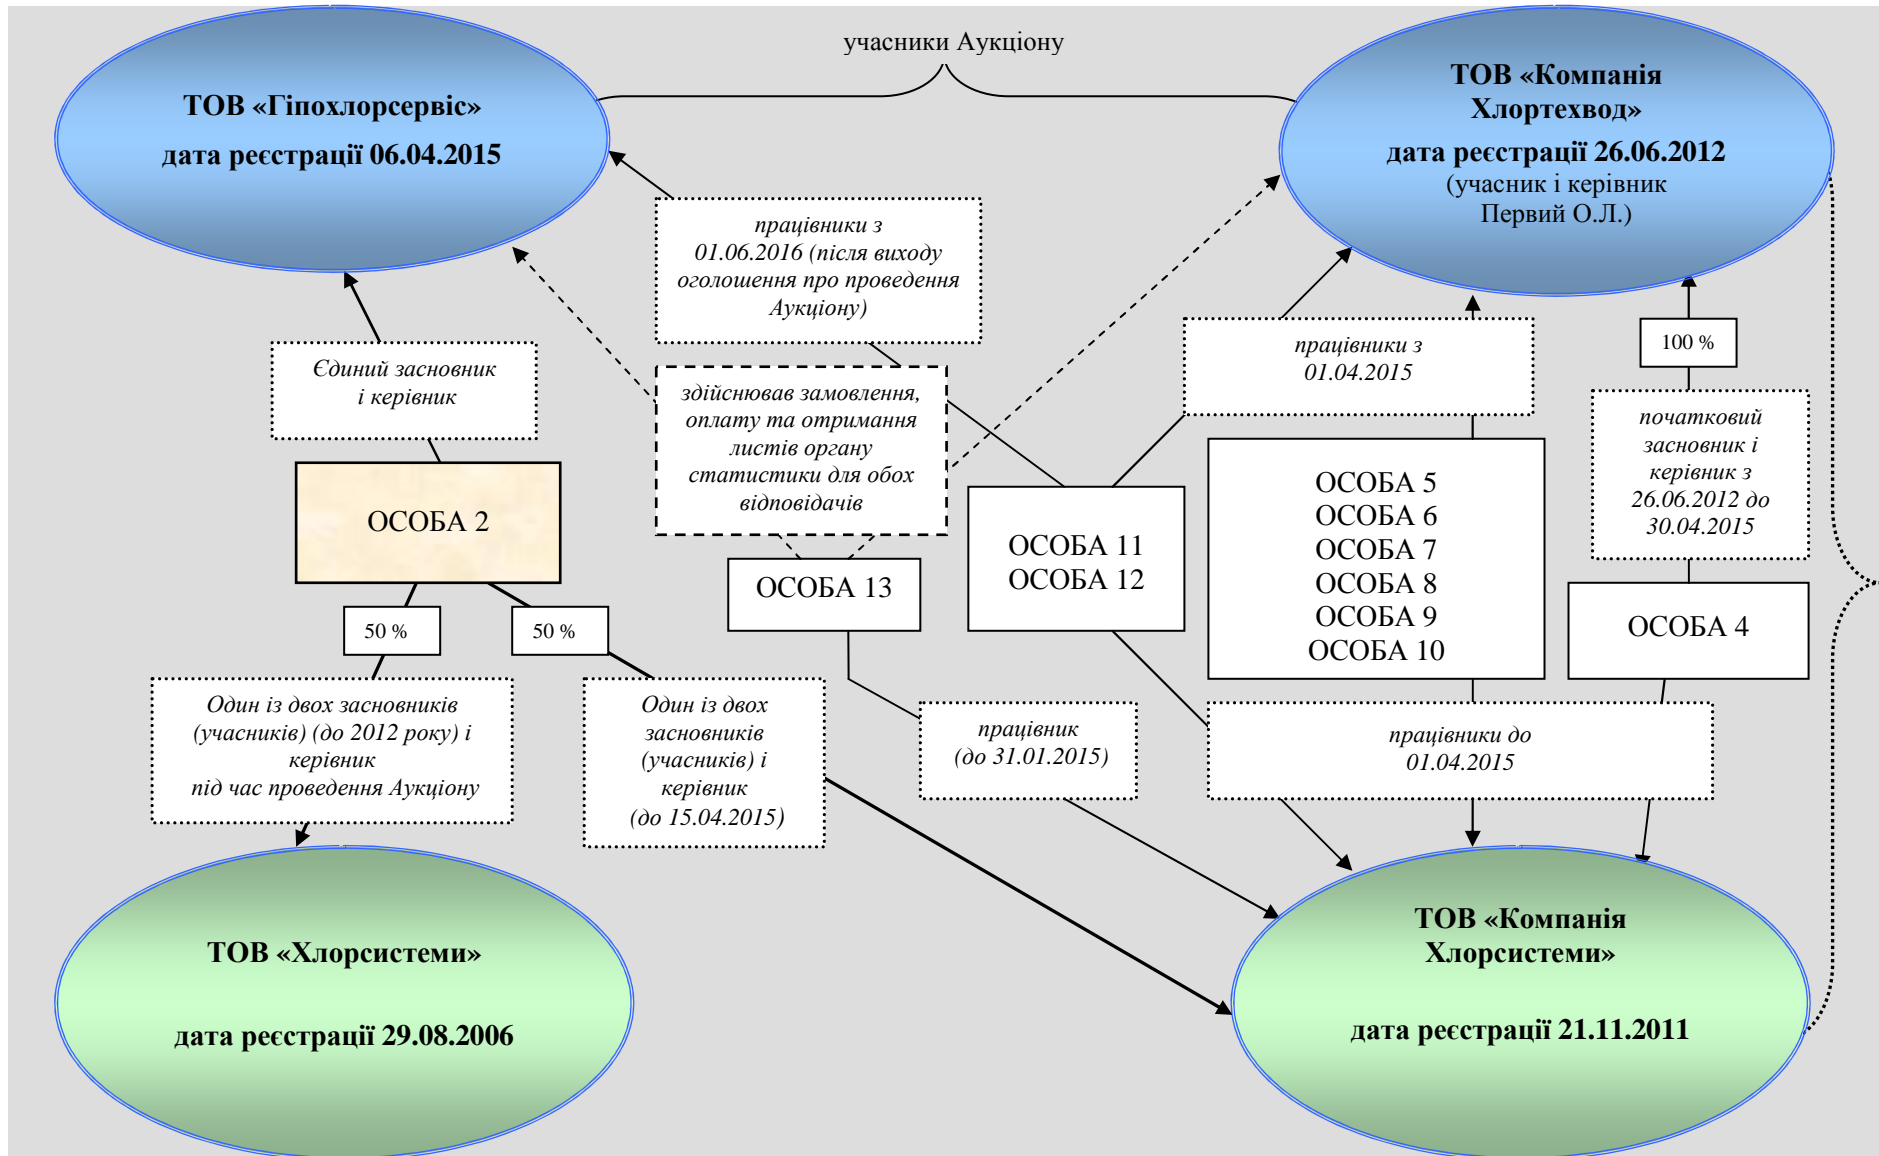 учасники Аукціону
ТОВ «Гіпохлорсервіс»
дата реєстрації 06.04.2015
ТОВ «Компанія
Хлортехвод»
дата реєстрації 26.06.2012
(учасник і керівник
Первий О.Л.)
працівники з
01.06.2016 (після виходу
оголошення про проведення
Аукціону)
Єдиний засновник
і керівник
здійснював замовлення,
оплату та отримання
листів органу
статистики для обох
відповідачів
працівники з
01.04.2015
100 %
початковий
засновник і
керівник з
26.06.2012 до
30.04.2015
ОСОБА 2
ОСОБА 13
ОСОБА 11
ОСОБА 12
ОСОБА 5
ОСОБА 6
ОСОБА 7
ОСОБА 8
ОСОБА 9
ОСОБА 10
ОСОБА 4
50 %
50 %
Один із двох засновників
(учасників) (до 2012 року) і
керівник
під час проведення Аукціону
Один із двох
засновників
(учасників) і
керівник
(до 15.04.2015)
працівник
(до 31.01.2015)
працівники до
01.04.2015
ТОВ «Хлорсистеми»
дата реєстрації 29.08.2006
ТОВ «Компанія
Хлорсистеми»
дата реєстрації 21.11.2011